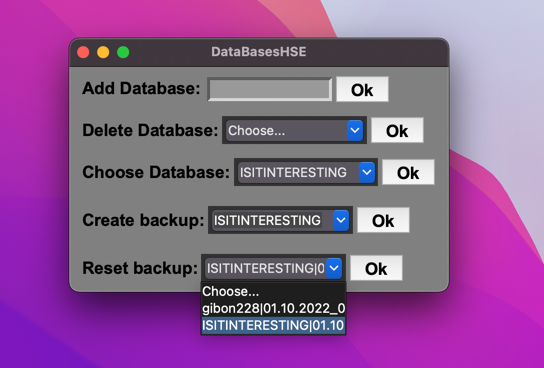 DataBasesHSE
Add Database: Ok
Delete Database: Choose... Ok
Choose Database: ISITINTERESTING Ok
Create backup: ISITINTERESTING Ok
Reset backup: ISITINTERESTING|0 Ok
Choose...
gibon228|01.10.2022_0
ISITINTERESTING|01.10